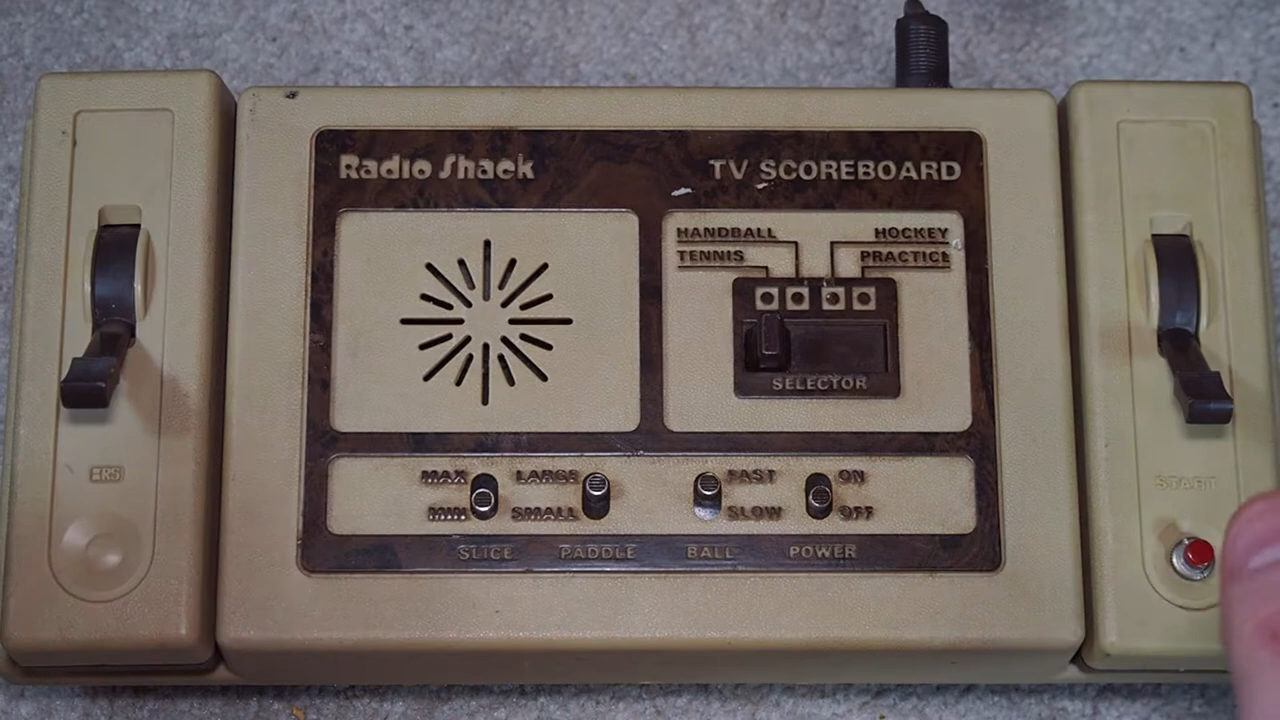 Radio Shack
TV SCOREBOARD
HANDBALL
HOCKEY
TENNIS
PRACTICE
SELECTOR
MAX
LARGE
FAST
ON
MIN
SMALL
SLOW
OFF
SLICE
PADDLE
BALL
POWER
RS
START